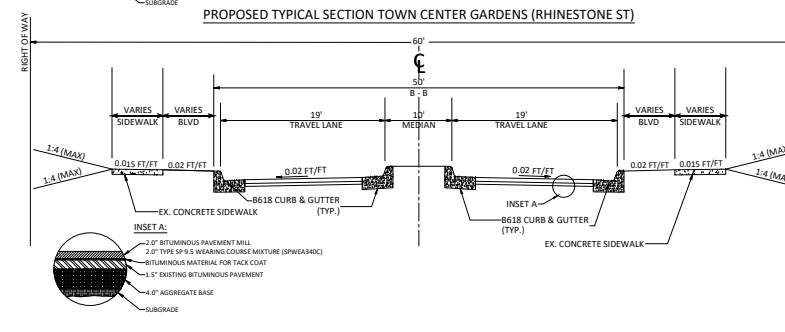 SUBGRADE
PROPOSED TYPICAL SECTION TOWN CENTER GARDENS (RHINESTONE ST)
RIGHT OF WAY
60'
CL
50'
B - B
VARIES
SIDEWALK
VARIES
BLVD
19'
TRAVEL LANE
10'
MEDIAN
19'
TRAVEL LANE
VARIES
BLVD
VARIES
SIDEWALK
1:4 (MAX)
1:4 (MAX)
0.015 FT/FT
0.02 FT/FT
0.02 FT/FT
0.02 FT/FT
0.02 FT/FT
0.015 FT/FT
1:4 (MAX)
1:4 (MAX)
B618 CURB & GUTTER
(TYP.)
EX. CONCRETE SIDEWALK
INSET A
B618 CURB & GUTTER
(TYP.)
EX. CONCRETE SIDEWALK
INSET A:
2.0" BITUMINOUS PAVEMENT MILL
2.0" TYPE SP 9.5 WEARING COURSE MIXTURE (SPWEA340C)
BITUMINOUS MATERIAL FOR TACK COAT
1.5" EXISTING BITUMINOUS PAVEMENT
4.0" AGGREGATE BASE
SUBGRADE